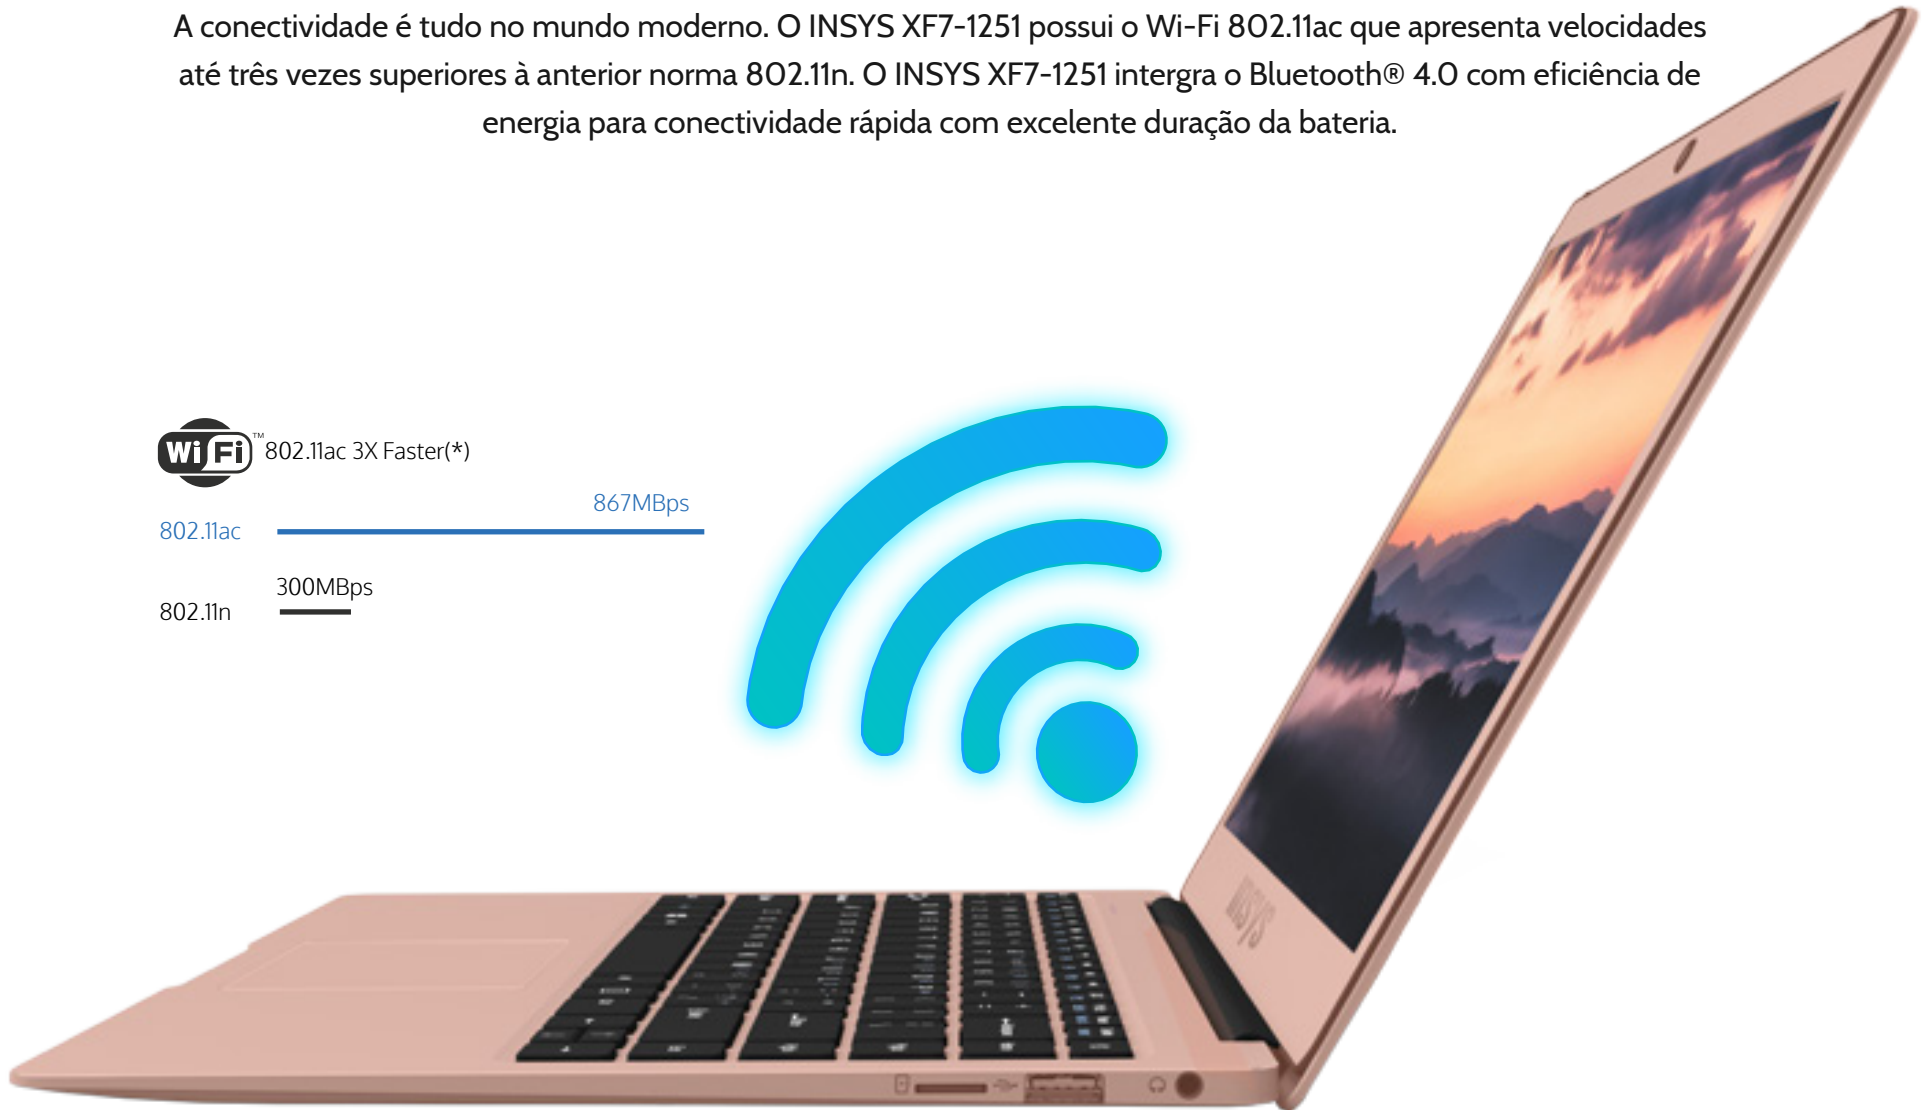 A conectividade é tudo no mundo moderno. O INSYS XF7-1251 possui o Wi-Fi 802.11ac que apresenta velocidades
até três vezes superiores à anterior norma 802.11n. O INSYS XF7-1251 intergra o Bluetooth® 4.0 com eficiência de
energia para conectividade rápida com excelente duração da bateria.
Wi Fi™ 802.11ac 3X Faster(*)
867MBps
802.11ac
300MBps
802.11n
INSYS